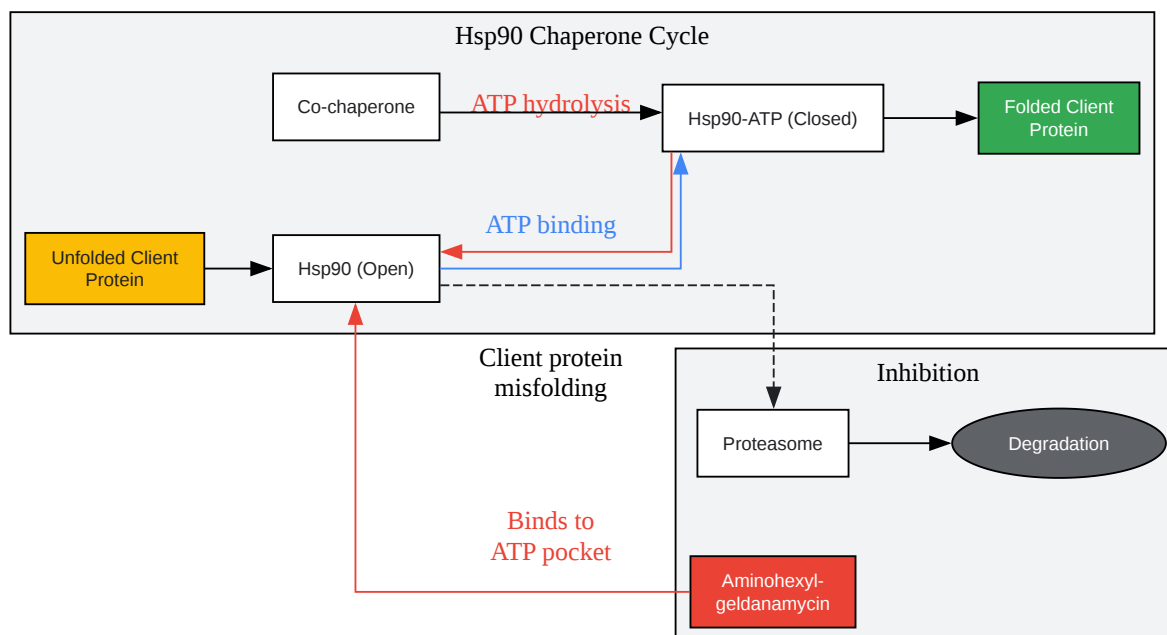 Hsp90 Chaperone Cycle
Co-chaperone
ATP hydrolysis
Hsp90-ATP (Closed)
Folded Client
Protein
ATP binding
Unfolded Client
Protein
Hsp90 (Open)
Client protein
misfolding
Inhibition
Proteasome
Degradation
Binds to
ATP pocket
Aminohexyl-
geldanamycin